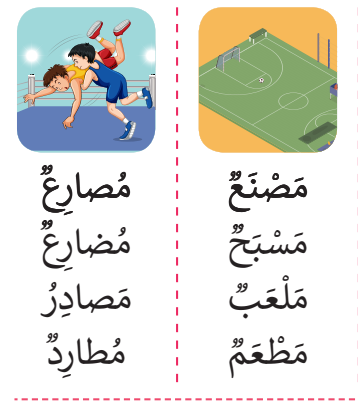 مَصْنَعٌ
مَسْبَحٌ
مَلْعَبٌ
مَطْعَمٌ
مُصارِعٌ
مُضارِعٌ
مَصادِرُ
مُطارِدٌ